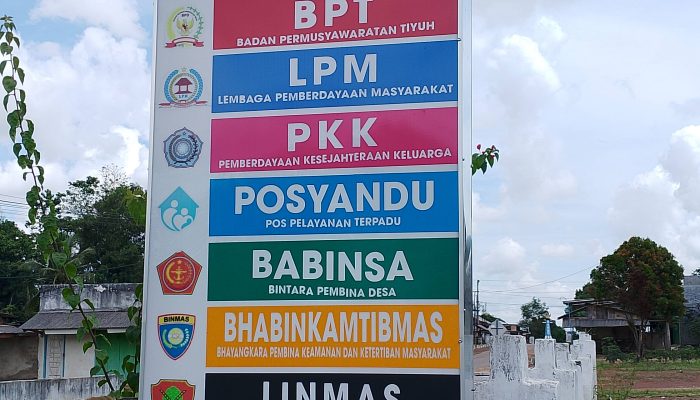 BPT
BADAN PERMUSYAWARATAN TIYUH
LPM
LEMBAGA PEMBERDAYAAN MASYARAKAT
PKK
PEMBERDAYAAN KESEJAHTERAAN KELUARGA
POSYANDU
POS PELAYANAN TERPADU
BABINSA
BINTARA PEMBINA DESA
BINMAS
BHABINKAMTIBMAS
BHAYANGKARA PEMBINA KEAMANAN DAN KETERTIBAN MASYARAKAT
LINMAS